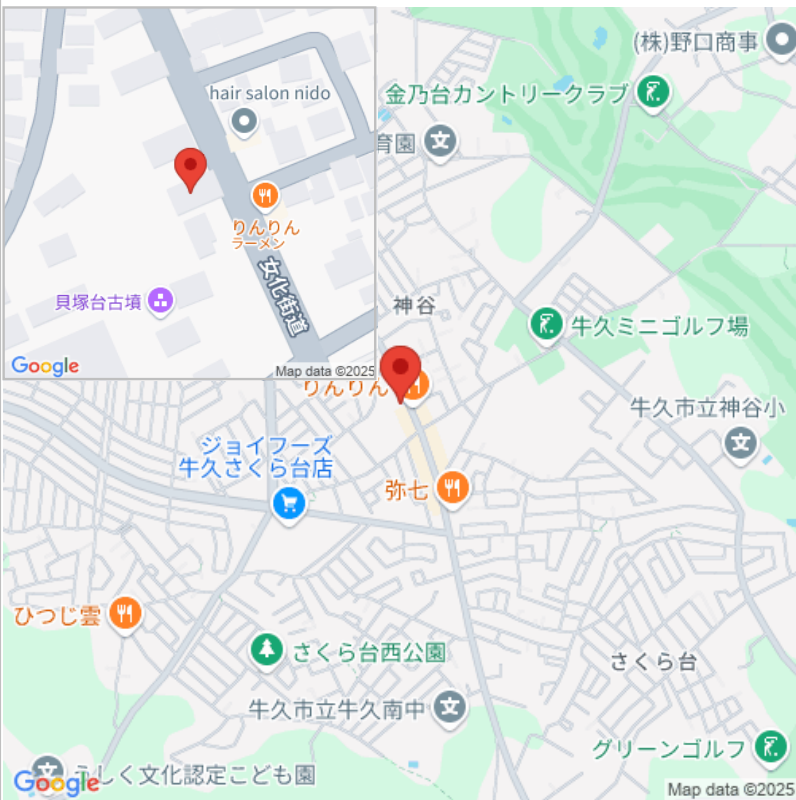 hair salon nido
りんりん
ラーメン
女化街道
貝塚台古墳
Google
Map data ©2025
(株)野口商事
金乃台カントリークラブ
育園
神谷
牛久ミニゴルフ場
りんりん
牛久市立神谷小
ジョイフーズ
牛久さくら台店
弥七
ひつじ雲
さくら台西公園
さくら台
牛久市立牛久南中
グリーンゴルフ
うしく文化認定こども園
Google
Map data ©2025